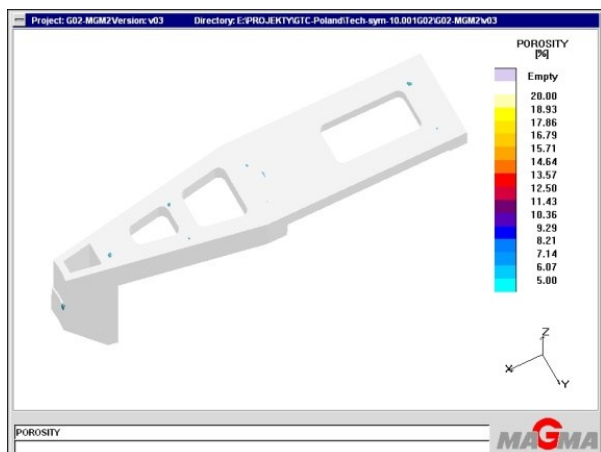 Project: G02-MGM2Version: v03 Directory: E:\PROJEKTY\GTC-Poland\Tech-sym-10.001G02\G02-MGM2\v03
POROSITY
[%]
Empty
20.00
18.93
17.86
16.79
15.71
14.64
13.57
12.50
11.43
10.36
9.29
8.21
7.14
6.07
5.00
Z
X
Y
POROSITY
MAGMA